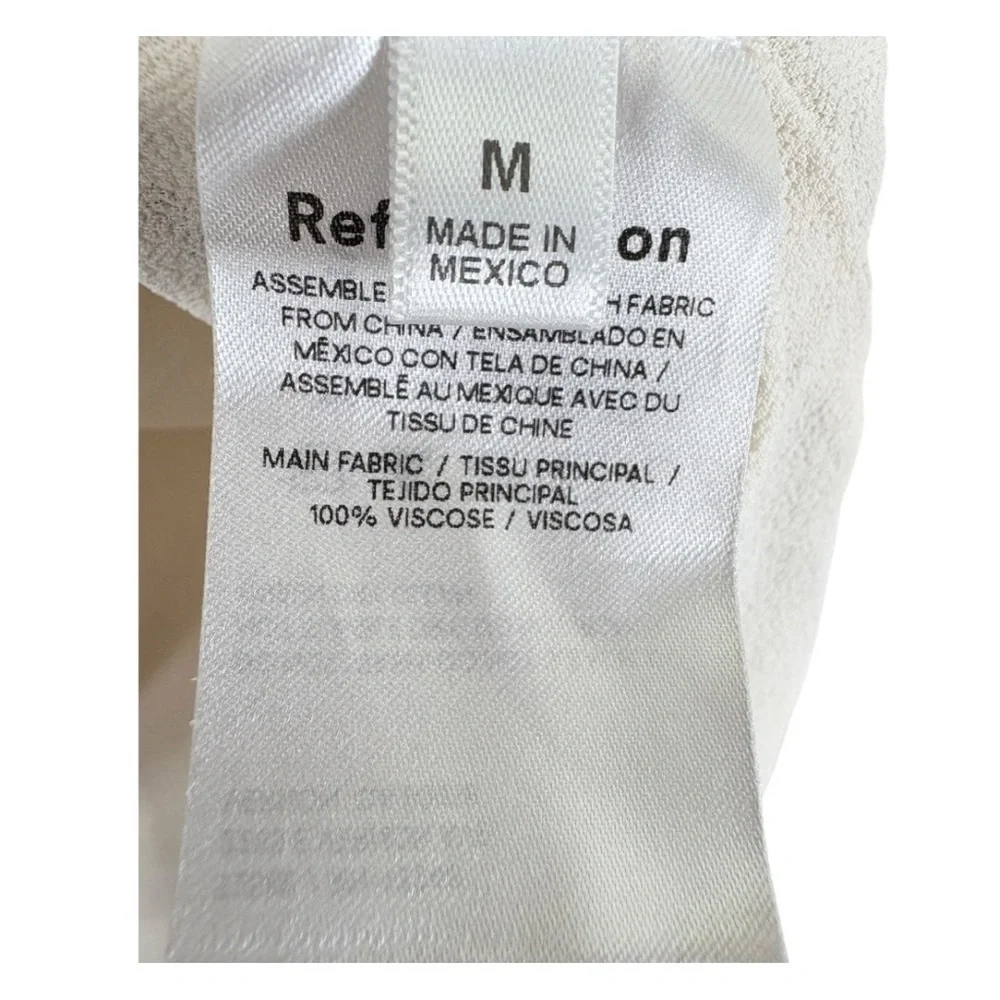 M
MADE IN
MEXICO
Ref on
ASSEMBLE H FABRIC
FROM CHINA / ENSAMBLADO EN
MÉXICO CON TELA DE CHINA /
ASSEMBLÉ AU MEXIQUE AVEC DU
TISSU DE CHINE
MAIN FABRIC / TISSU PRINCIPAL /
TEJIDO PRINCIPAL
100% VISCOSE / VISCOSA